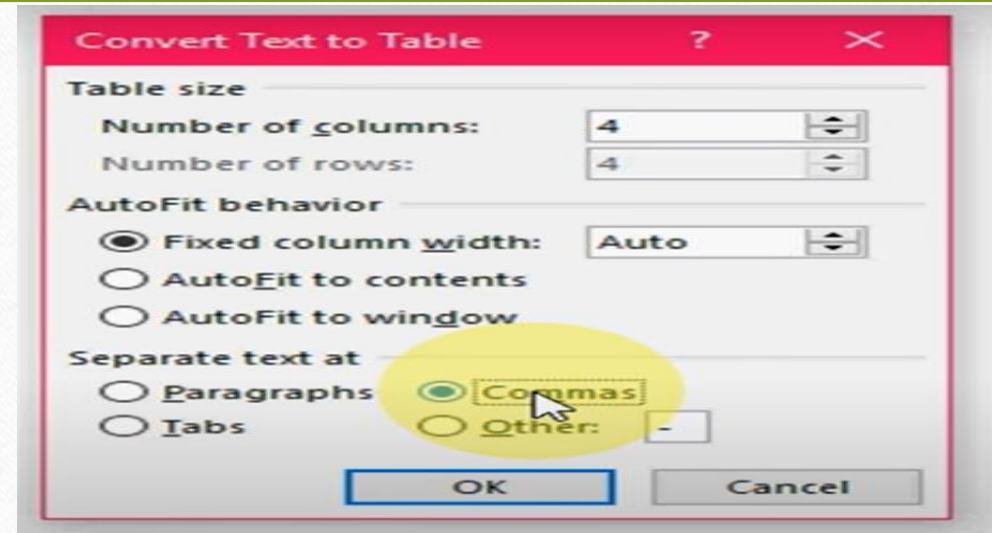 Convert Text to Table ? ×
Table size
Number of columns: 4
Number of rows: 4
AutoFit behavior
Fixed column width: Auto
AutoFit to contents
AutoFit to window
Separate text at
Paragraphs Commas
Tabs Other: -
OK Cancel